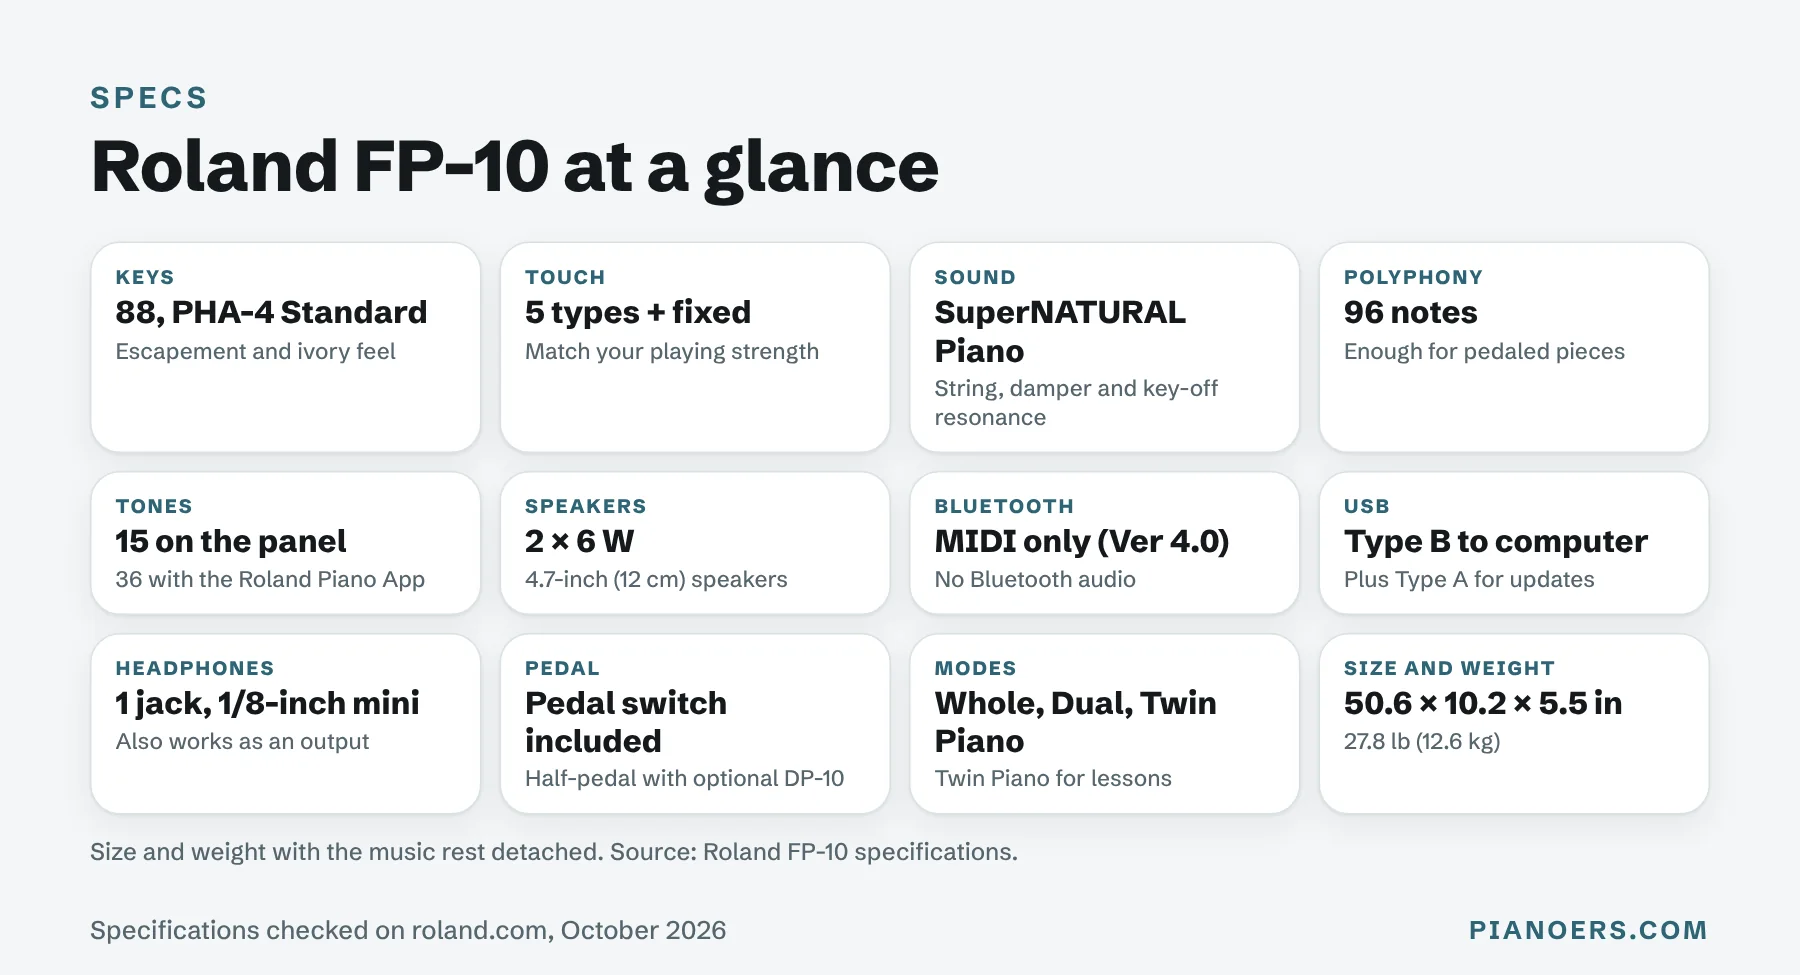 SPECS
Roland FP-10 at a glance
KEYS
88, PHA-4 Standard
Escapement and ivory feel
TOUCH
5 types + fixed
Match your playing strength
SOUND
SuperNATURAL
Piano
String, damper and key-off
resonance
POLYPHONY
96 notes
Enough for pedaled pieces
TONES
15 on the panel
36 with the Roland Piano App
SPEAKERS
2 × 6 W
4.7-inch (12 cm) speakers
BLUETOOTH
MIDI only (Ver 4.0)
No Bluetooth audio
USB
Type B to computer
Plus Type A for updates
HEADPHONES
1 jack, 1/8-inch mini
Also works as an output
PEDAL
Pedal switch
included
Half-pedal with optional DP-10
MODES
Whole, Dual, Twin
Piano
Twin Piano for lessons
SIZE AND WEIGHT
50.6 × 10.2 × 5.5 in
27.8 lb (12.6 kg)
Size and weight with the music rest detached. Source: Roland FP-10 specifications.
Specifications checked on roland.com, October 2026
PIANOERS.COM